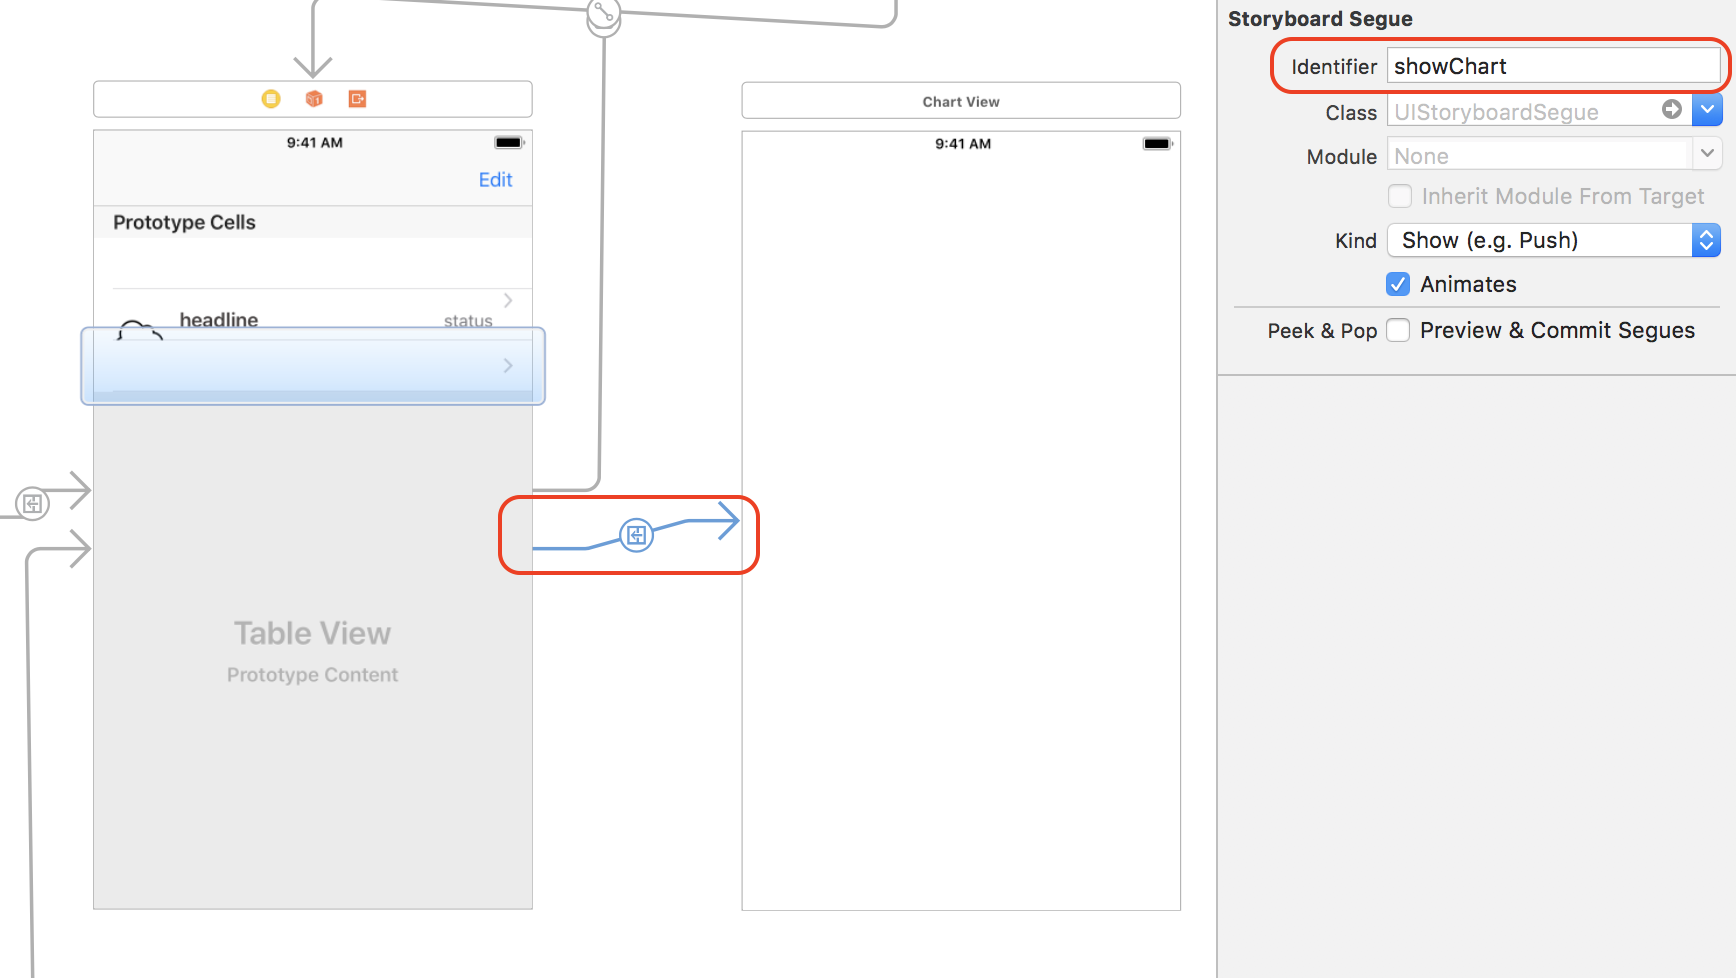 9:41 AM
Edit
Prototype Cells
headline
status
Table View
Prototype Content
Chart View
9:41 AM
Storyboard Segue
Identifier showChart
Class UIStoryboardSegue
Module None
Inherit Module From Target
Kind Show (e.g. Push)
Animates
Peek & Pop Preview & Commit Segues